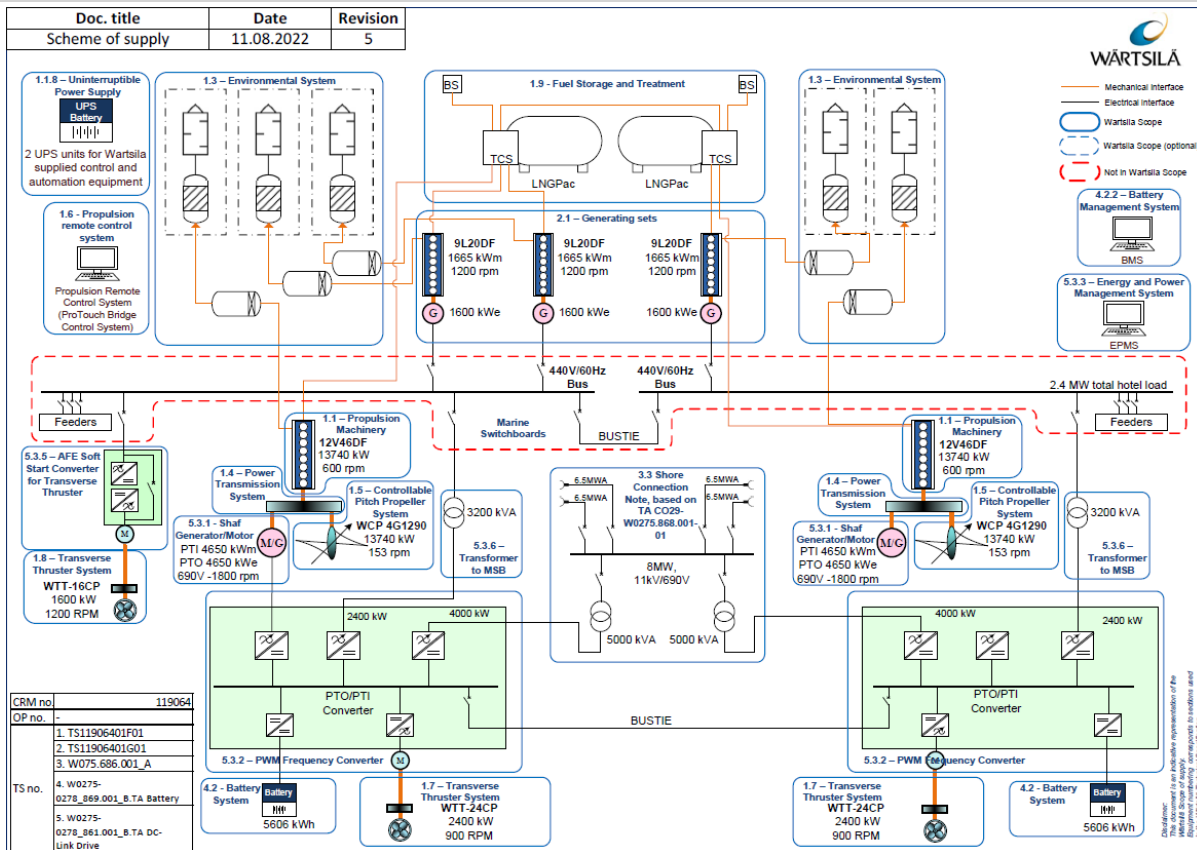 Doc. title Date Revision
Scheme of supply 11.08.2022 5
WÄRTSILÄ
Mechanical Interface
Electrical Interface
Wartsila Scope
Wartsila Scope (optional
Not in Wartsila Scope
1.1.8 – Uninterruptible
Power Supply
UPS
Battery
2 UPS units for Wartsila
supplied control and
automation equipment
1.3 – Environmental System
1.9 - Fuel Storage and Treatment
BS
BS
TCS
TCS
LNGPac
LNGPac
1.3 – Environmental System
4.2.2 – Battery
Management System
BMS
5.3.3 – Energy and Power
Management System
EPMS
1.6 - Propulsion
remote control
system
Propulsion Remote
Control System
(ProTouch Bridge
Control System)
2.1 – Generating sets
9L20DF
1665 kWm
1200 rpm
G
1600 kWe
9L20DF
1665 kWm
1200 rpm
G
1600 kWe
9L20DF
1665 kWm
1200 rpm
1600 kWe
G
440V/60Hz
Bus
440V/60Hz
Bus
2.4 MW total hotel load
Feeders
Feeders
Marine
Switchboards
BUSTIE
5.3.5 – AFE Soft
Start Converter
for Transverse
Thruster
M
1.8 – Transverse
Thruster System
WTT-16CP
1600 kW
1200 RPM
1.1 – Propulsion
Machinery
12V46DF
13740 kW
600 rpm
1.4 – Power
Transmission
System
1.5 – Controllable
Pitch Propeller
System
WCP 4G1290
13740 kW
153 rpm
5.3.1 - Shaf
Generator/Motor
PTI 4650 kWm
PTO 4650 kWe
690V -1800 rpm
M/G
3200 kVA
5.3.6 –
Transformer
to MSB
3.3 Shore
Connection
Note, based on
TA CO29-
W0275.868.001-
01
6.5MWA
6.5MWA
6.5MWA
6.5MWA
8MW,
11kV/690V
5000 kVA
5000 kVA
1.1 – Propulsion
Machinery
12V46DF
13740 kW
600 rpm
1.4 – Power
Transmission
System
1.5 – Controllable
Pitch Propeller
System
WCP 4G1290
13740 kW
153 rpm
5.3.1 - Shaf
Generator/Motor
PTI 4650 kWm
PTO 4650 kWe
690V -1800 rpm
M/G
3200 kVA
5.3.6 –
Transformer
to MSB
2400 kW
4000 kW
PTO/PTI
Converter
5.3.2 – PWM Frequency Converter
M
4.2 - Battery
System
Battery
5606 kWh
1.7 – Transverse
Thruster System
WTT-24CP
2400 kW
900 RPM
BUSTIE
4000 kW
2400 kW
PTO/PTI
Converter
5.3.2 – PWM Frequency Converter
M
1.7 – Transverse
Thruster System
WTT-24CP
2400 kW
900 RPM
4.2 - Battery
System
Battery
5606 kWh
CRM no. 119064
OP no. -
TS no.
1. TS11906401F01
2. TS11906401G01
3. W075.686.001_A
4. W0275-
0278_869.001_B.TA Battery
5. W0275-
0278_861.001_B.TA DC-
Link Drive
Disclaimer:
This document is an indicative representation of the
Wärtsilä Scope of supply.
Equipment numbering corresponds to sections used